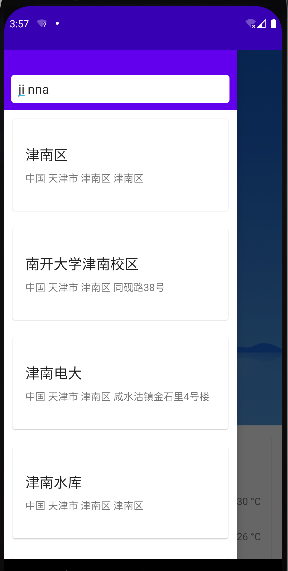 3:57
ji nna
津南区
中国 天津市 津南区 津南区
南开大学津南校区
中国 天津市 津南区 同砚路38号
津南电大
中国 天津市 津南区 咸水沽镇金石里4号楼
津南水库
中国 天津市 津南区 津南区
30 °C
26 °C